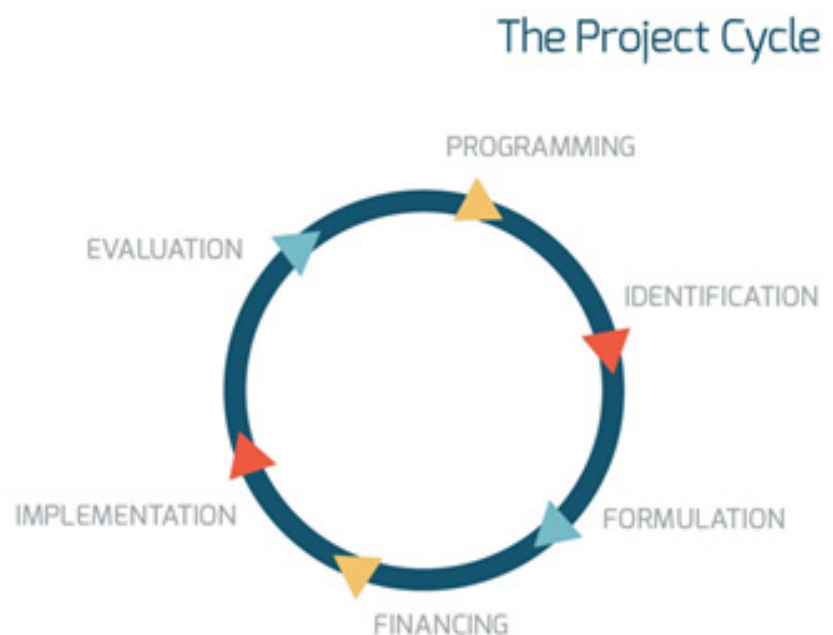 The Project Cycle
PROGRAMMING
IDENTIFICATION
FORMULATION
FINANCING
IMPLEMENTATION
EVALUATION